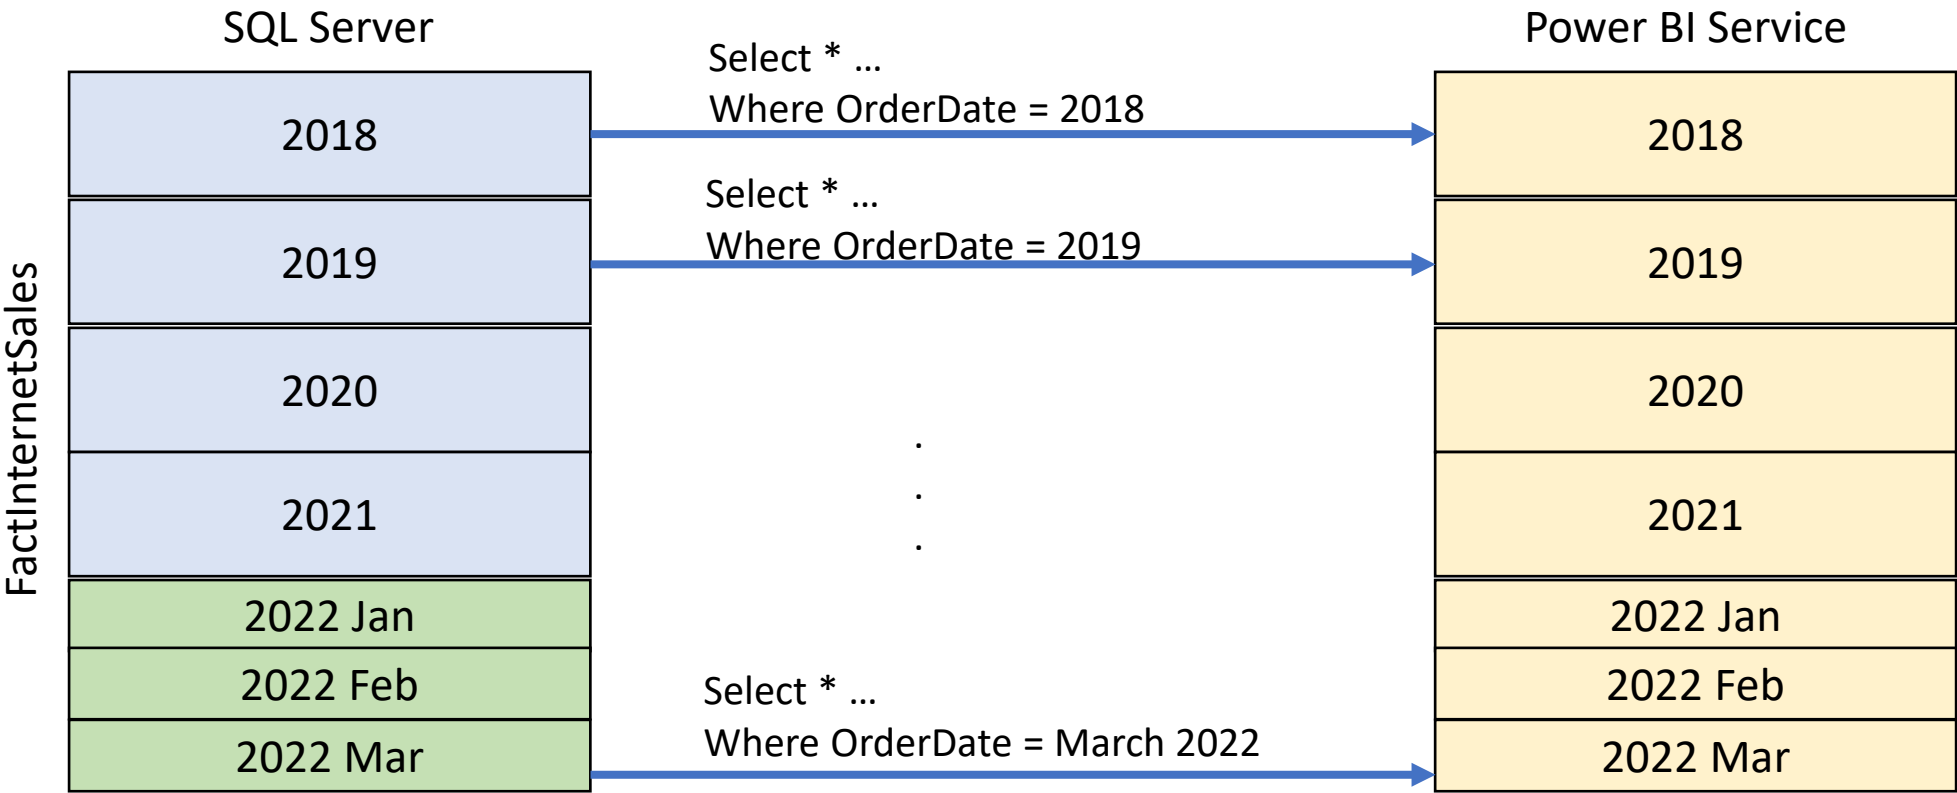 SQL Server
Power BI Service
FactInternetSales
2018
Select * ...
Where OrderDate = 2018
2018
2019
Select * ...
Where OrderDate = 2019
2019
2020
2020
.
.
.
2021
2021
2022 Jan
2022 Jan
2022 Feb
2022 Feb
2022 Mar
Select * ...
Where OrderDate = March 2022
2022 Mar